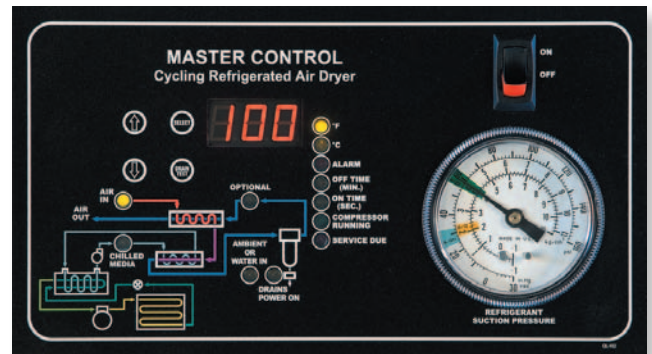 MASTER CONTROL
Cycling Refrigerated Air Dryer
ON
OFF
SELECT
100
°F
°C
ALARM
OFF TIME
(MIN.)
ON TIME
(SEC.)
COMPRESSOR
RUNNING
SERVICE DUE
AIR
IN
AIR
OUT
OPTIONAL
CHILLED
MEDIA
AMBIENT
OR
WATER IN
DRAINS
POWER ON
REFRIGERANT
SUCTION PRESSURE